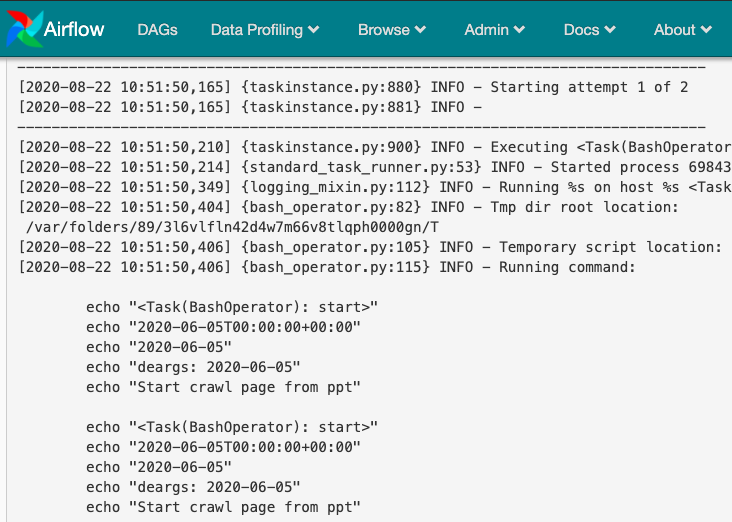 Airflow DAGs Data Profiling Browse Admin Docs About
--------------------------------------------------------------------------------
[2020-08-22 10:51:50,165] {taskinstance.py:880} INFO - Starting attempt 1 of 2
[2020-08-22 10:51:50,165] {taskinstance.py:881} INFO -
--------------------------------------------------------------------------------
[2020-08-22 10:51:50,210] {taskinstance.py:900} INFO - Executing <Task(BashOperator
[2020-08-22 10:51:50,214] {standard_task_runner.py:53} INFO - Started process 69843
[2020-08-22 10:51:50,349] {logging_mixin.py:112} INFO - Running %s on host %s <Task
[2020-08-22 10:51:50,404] {bash_operator.py:82} INFO - Tmp dir root location:
/var/folders/89/3l6vlfln42d4w7m66v8tlqph0000gn/T
[2020-08-22 10:51:50,406] {bash_operator.py:105} INFO - Temporary script location:
[2020-08-22 10:51:50,406] {bash_operator.py:115} INFO - Running command:
echo "<Task(BashOperator): start>"
echo "2020-06-05T00:00:00+00:00"
echo "2020-06-05"
echo "deargs: 2020-06-05"
echo "Start crawl page from ppt"
echo "<Task(BashOperator): start>"
echo "2020-06-05T00:00:00+00:00"
echo "2020-06-05"
echo "deargs: 2020-06-05"
echo "Start crawl page from ppt"